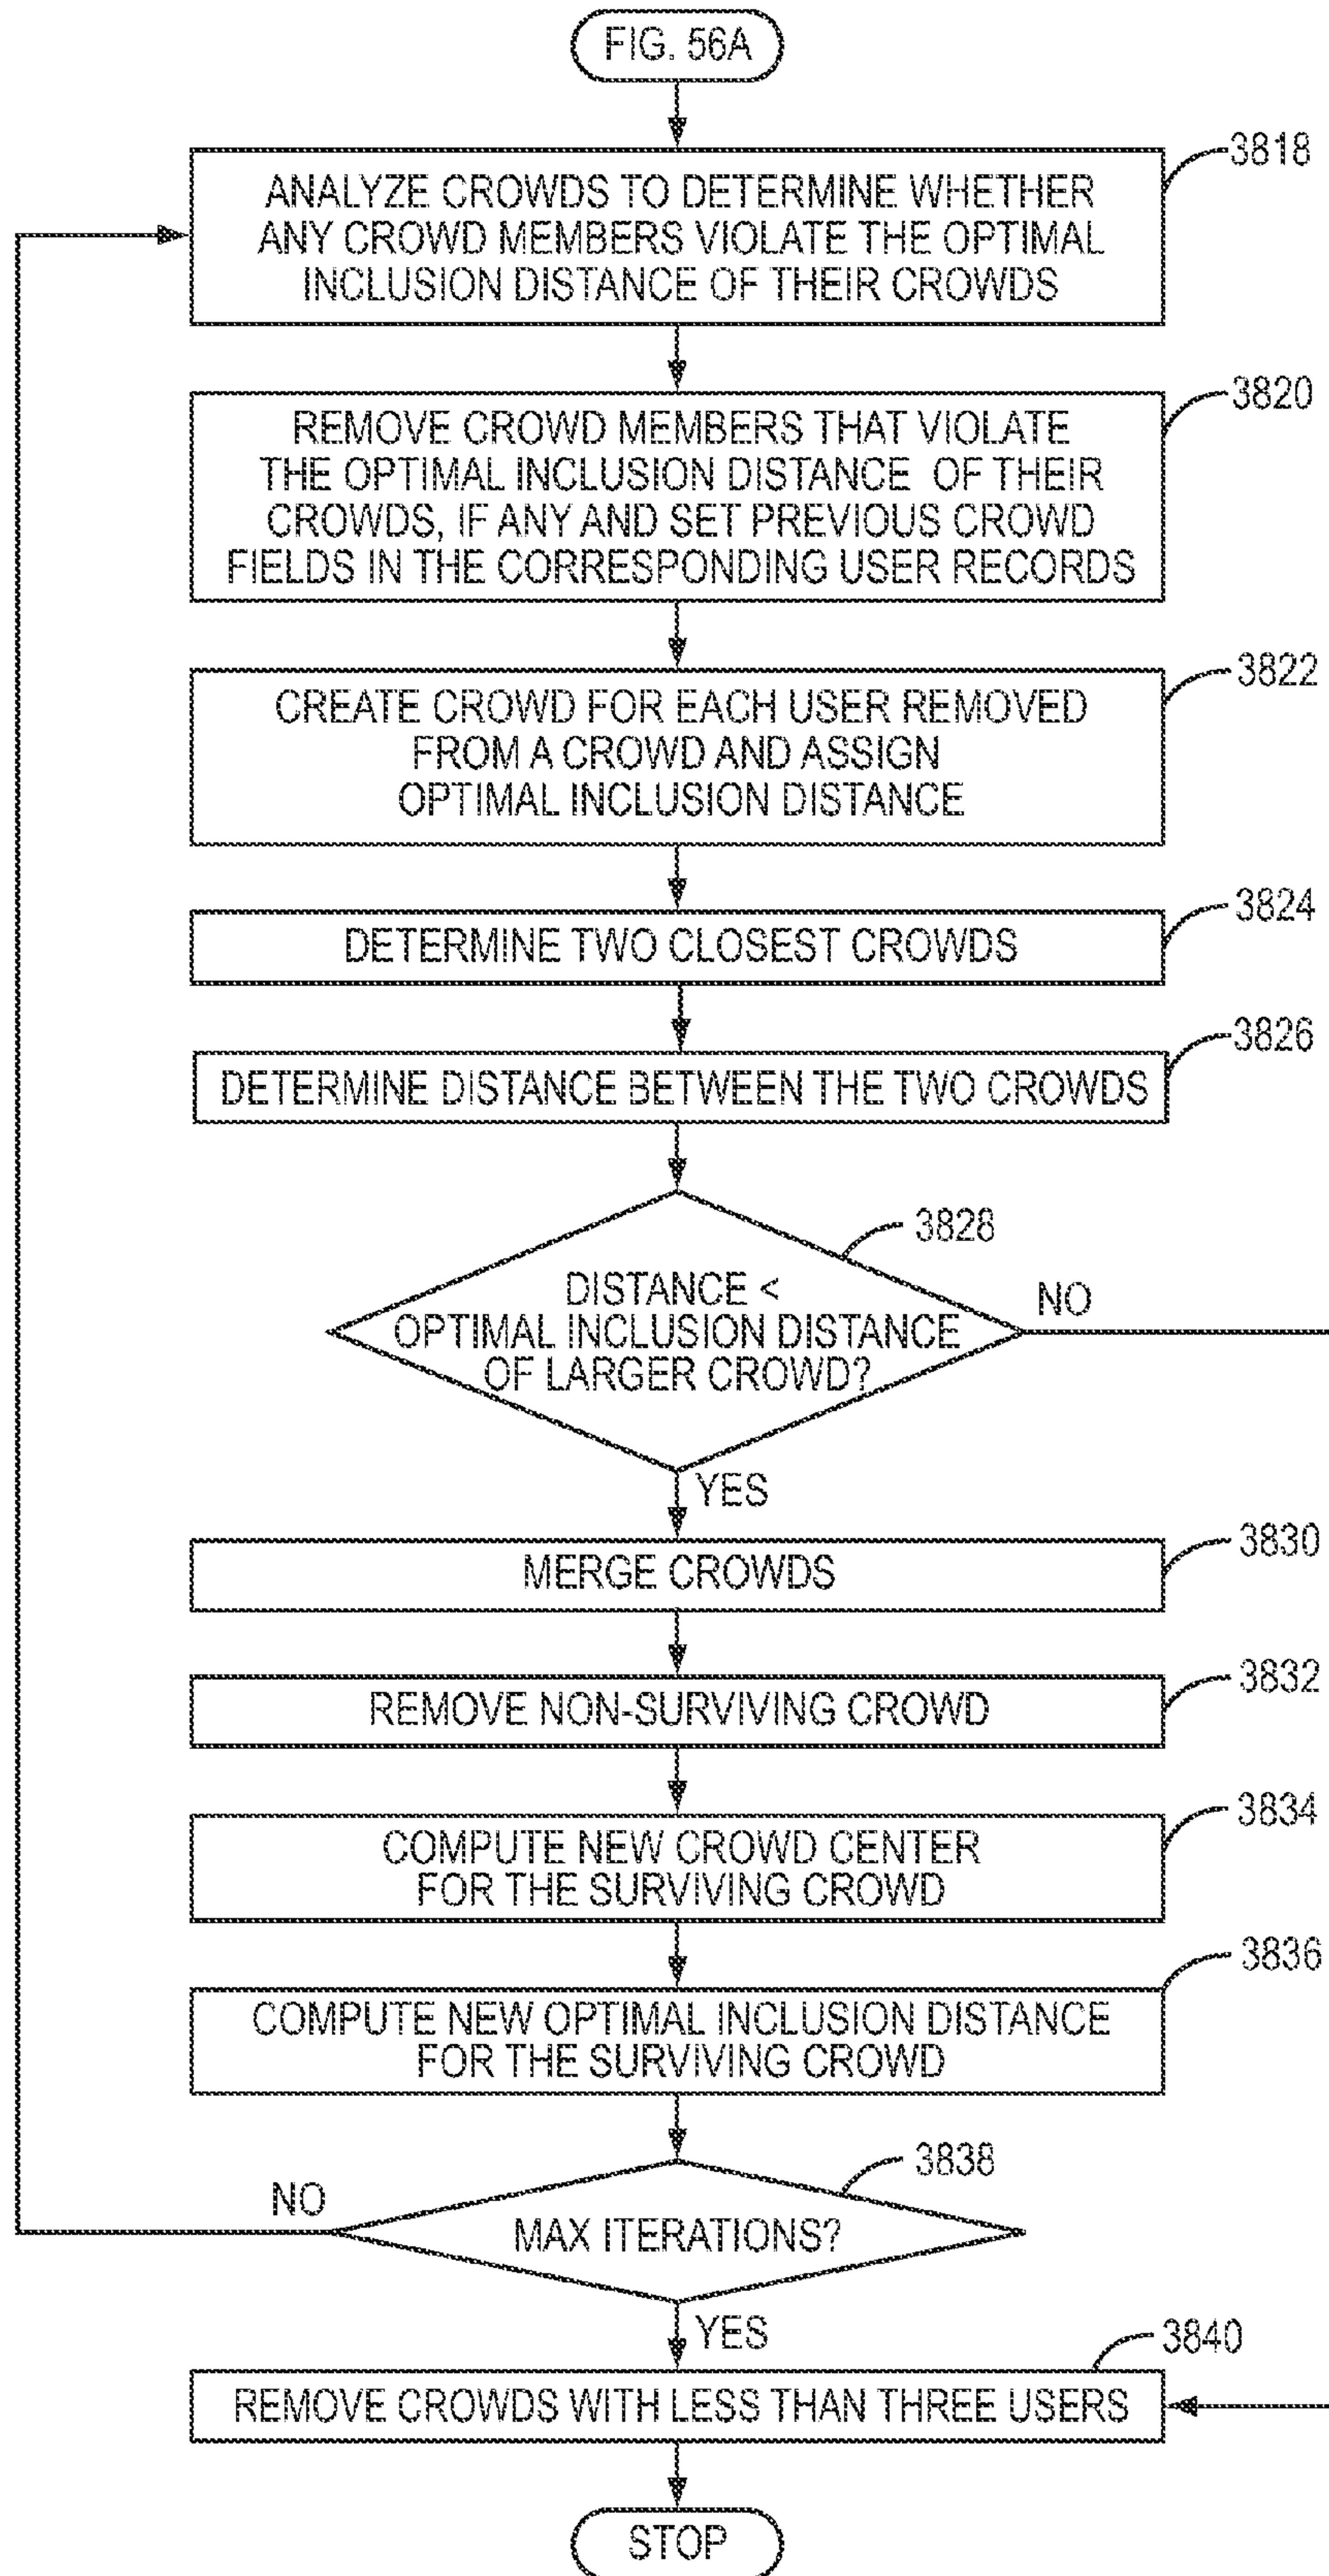 FIG. 56A
3818
ANALYZE CROWDS TO DETERMINE WHETHER
ANY CROWD MEMBERS VIOLATE THE OPTIMAL
INCLUSION DISTANCE OF THEIR CROWDS
3820
REMOVE CROWD MEMBERS THAT VIOLATE
THE OPTIMAL INCLUSION DISTANCE OF THEIR
CROWDS, IF ANY AND SET PREVIOUS CROWD
FIELDS IN THE CORRESPONDING USER RECORDS
3822
CREATE CROWD FOR EACH USER REMOVED
FROM A CROWD AND ASSIGN
OPTIMAL INCLUSION DISTANCE
3824
DETERMINE TWO CLOSEST CROWDS
3826
DETERMINE DISTANCE BETWEEN THE TWO CROWDS
3828
DISTANCE <
OPTIMAL INCLUSION DISTANCE
OF LARGER CROWD?
NO
YES
3830
MERGE CROWDS
3832
REMOVE NON-SURVIVING CROWD
3834
COMPUTE NEW CROWD CENTER
FOR THE SURVIVING CROWD
3836
COMPUTE NEW OPTIMAL INCLUSION DISTANCE
FOR THE SURVIVING CROWD
3838
NO
MAX ITERATIONS?
YES
3840
REMOVE CROWDS WITH LESS THAN THREE USERS
STOP